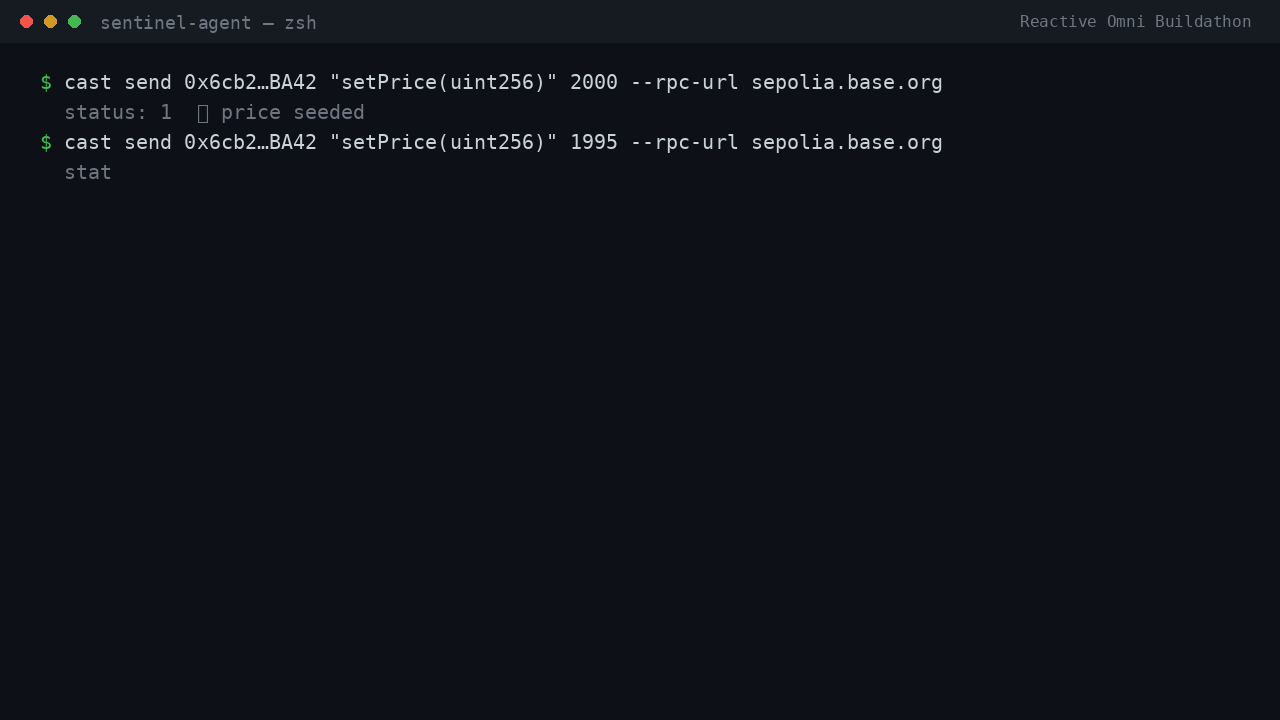 sentinel-agent — zsh
Reactive Omni Buildathon
$ cast send 0x6cb2…BA42 "setPrice(uint256)" 2000 --rpc-url sepolia.base.org
status: 1  ▯ price seeded
$ cast send 0x6cb2…BA42 "setPrice(uint256)" 1995 --rpc-url sepolia.base.org
stat